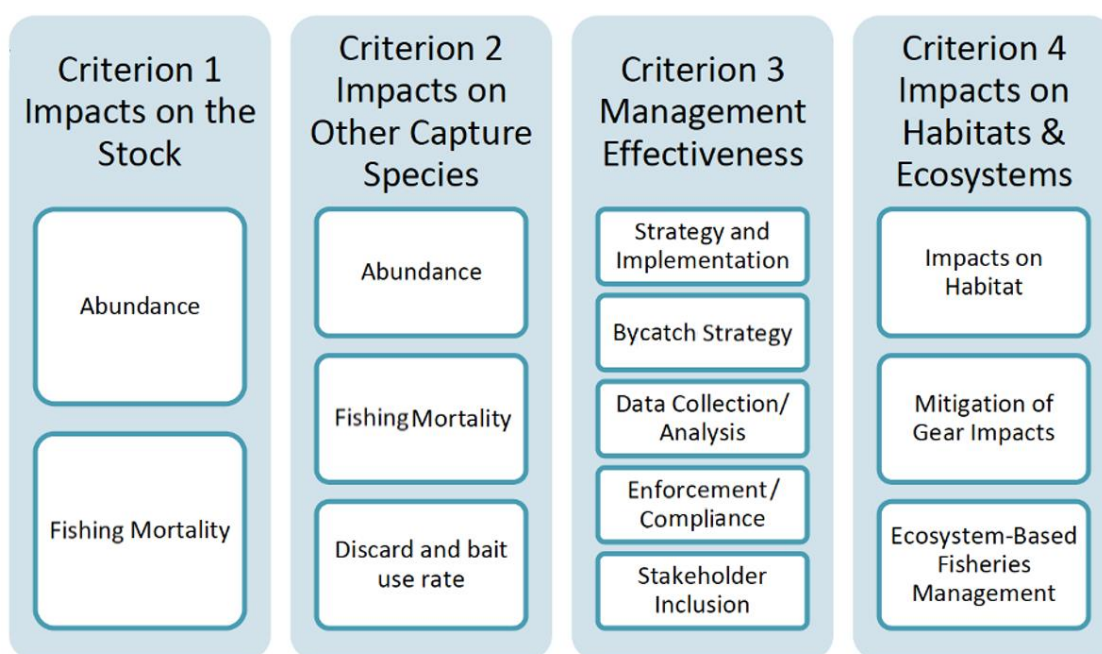 Criterion 1
Impacts on the
Stock
Abundance
Fishing Mortality
Criterion 2
Impacts on
Other Capture
Species
Abundance
Fishing Mortality
Discard and bait
use rate
Criterion 3
Management
Effectiveness
Strategy and
Implementation
Bycatch Strategy
Data Collection/
Analysis
Enforcement/
Compliance
Stakeholder
Inclusion
Criterion 4
Impacts on
Habitats &
Ecosystems
Impacts on
Habitat
Mitigation of
Gear Impacts
Ecosystem-Based
Fisheries
Management